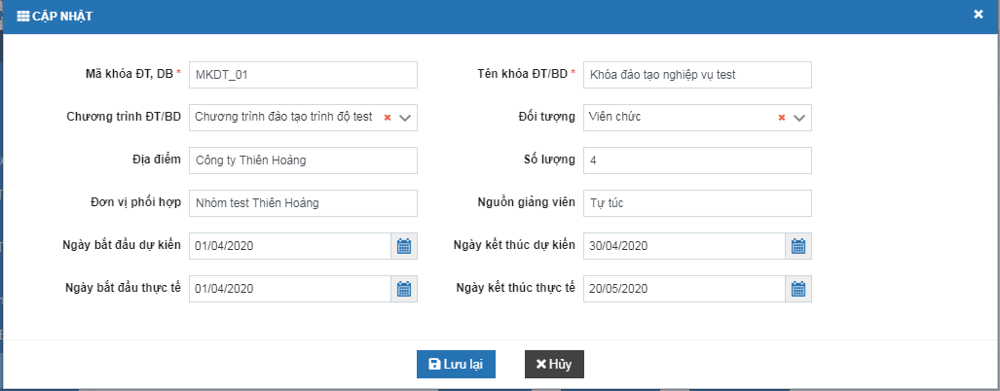 CẬP NHẬT
Mã khóa ĐT, DB * MKDT_01 Tên khóa ĐT/BD * Khóa đào tạo nghiệp vụ test
Chương trình ĐT/BD Chương trình đào tạo trình độ test Đối tượng Viên chức
Địa điểm Công ty Thiên Hoàng Số lượng 4
Đơn vị phối hợp Nhóm test Thiên Hoàng Nguồn giảng viên Tự túc
Ngày bắt đầu dự kiến 01/04/2020 Ngày kết thúc dự kiến 30/04/2020
Ngày bắt đầu thực tế 01/04/2020 Ngày kết thúc thực tế 20/05/2020
Lưu lại Hủy